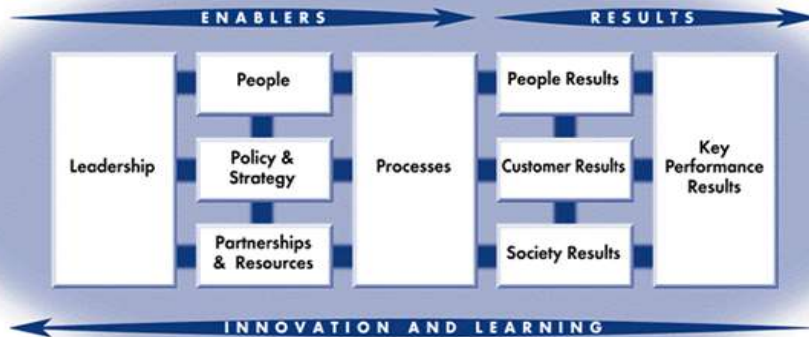 ENABLERS
RESULTS
Leadership
People
Policy &
Strategy
Partnerships
& Resources
Processes
People Results
Customer Results
Society Results
Key
Performance
Results
INNOVATION AND LEARNING